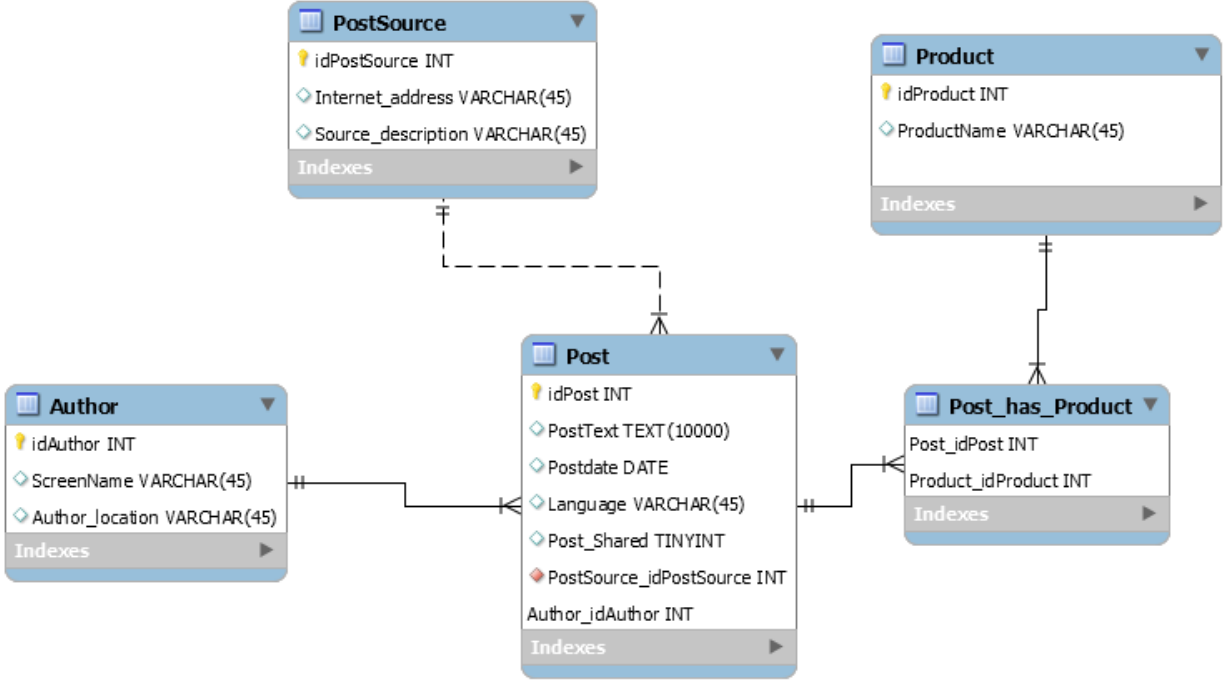 PostSource
idPostSource INT
Internet_address VARCHAR(45)
Source_description VARCHAR(45)
Indexes
Product
idProduct INT
ProductName VARCHAR(45)
Indexes
Author
idAuthor INT
ScreenName VARCHAR(45)
Author_location VARCHAR(45)
Indexes
Post
idPost INT
PostText TEXT(10000)
Postdate DATE
Language VARCHAR(45)
Post_Shared TINYINT
PostSource_idPostSource INT
Author_idAuthor INT
Indexes
Post_has_Product
Post_idPost INT
Product_idProduct INT
Indexes